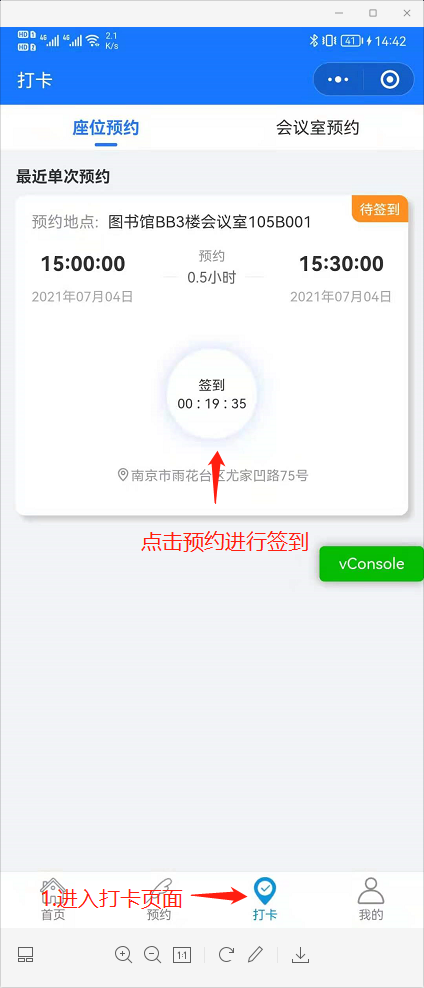 HD 1 4G 4G 2.1 K/s 41 14:42
HD 2
打卡
座位预约 会议室预约
最近单次预约
待签到
预约地点: 图书馆BB3楼会议室105B001
预约
15:00:00 0.5小时 15:30:00
2021年07月04日 2021年07月04日
签到
00 : 19 : 35
南京市雨花台区尤家凹路75号
点击预约进行签到
vConsole
1.进入打卡页面
首页 预约 打卡 我的
1:1